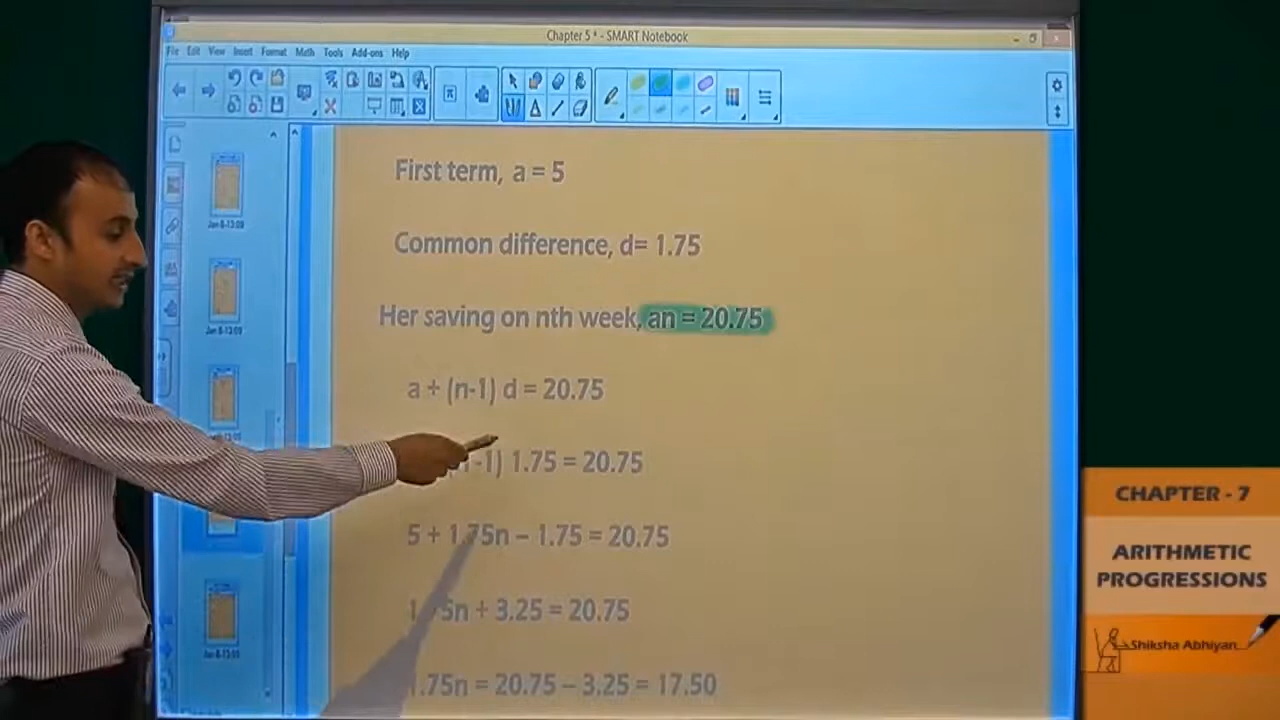 Chapter 5 * - SMART Notebook
File Edit View Insert Format Math Tools Add-ons Help
First term, a = 5
Common difference, d= 1.75
Her saving on nth week, an = 20.75
a + (n-1) d = 20.75
-1) 1.75 = 20.75
5 + 1.75n – 1.75 = 20.75
1.75n + 3.25 = 20.75
1.75n = 20.75 – 3.25 = 17.50
CHAPTER - 7
ARITHMETIC
PROGRESSIONS
Shiksha Abhiyan